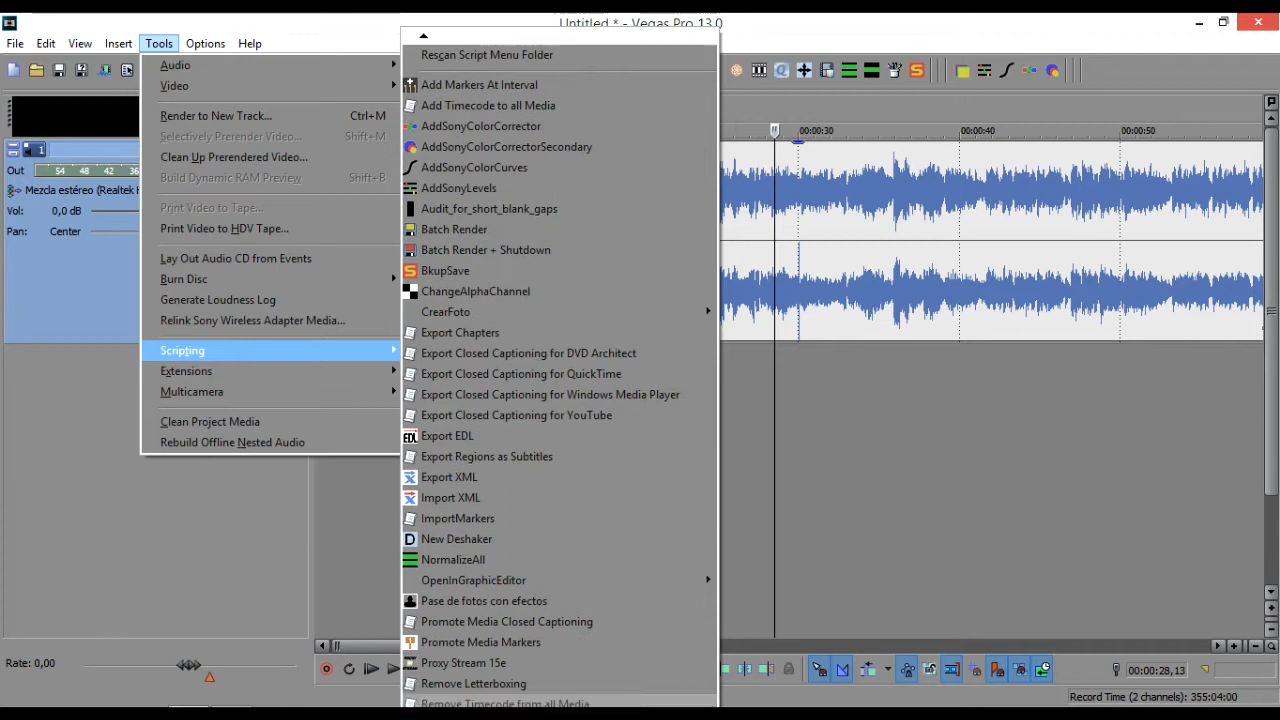 Untitled * - Vegas Pro 13.0
File Edit View Insert Tools Options Help
Audio
Video
Render to New Track... Ctrl+M
Selectively Prerender Video... Shift+M
Clean Up Prerendered Video...
Build Dynamic RAM Preview Shift+B
Print Video to Tape...
Print Video to HDV Tape...
Lay Out Audio CD from Events
Burn Disc
Generate Loudness Log
Relink Sony Wireless Adapter Media...
Scripting
Extensions
Multicamera
Clean Project Media
Rebuild Offline Nested Audio
Rescan Script Menu Folder
Add Markers At Interval
Add Timecode to all Media
AddSonyColorCorrector
AddSonyColorCorrectorSecondary
AddSonyColorCurves
AddSonyLevels
Audit_for_short_blank_gaps
Batch Render
Batch Render + Shutdown
BkupSave
ChangeAlphaChannel
CrearFoto
Export Chapters
Export Closed Captioning for DVD Architect
Export Closed Captioning for QuickTime
Export Closed Captioning for Windows Media Player
Export Closed Captioning for YouTube
Export EDL
Export Regions as Subtitles
Export XML
Import XML
ImportMarkers
New Deshaker
NormalizeAll
OpenInGraphicEditor
Pase de fotos con efectos
Promote Media Closed Captioning
Promote Media Markers
Proxy Stream 15e
Remove Letterboxing
Remove Timecode from all Media
1
Out 54 48 42 36
Mezcla estéreo (Realtek
Vol: 0,0 dB
Pan: Center
00:00:30 00:00:40 00:00:50
Rate: 0,00
00:00:28,13
Record Time (2 channels): 355:04:00